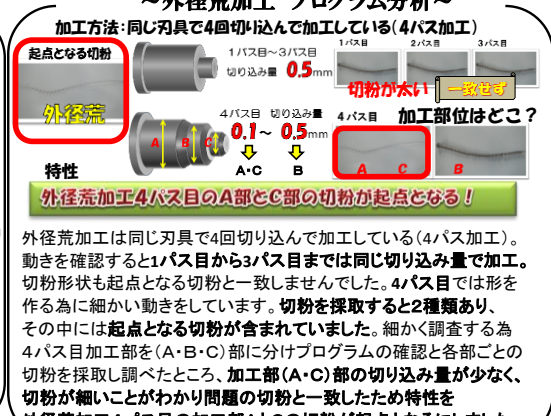 ~外径荒加工 プログラム分析~
加工方法:同じ刃具で4回切り込んで加工している(4パス加工)
起点となる切粉
外径荒
1パス目~3パス目
切り込み量 0.5mm
1パス目 2パス目 3パス目
切粉が太い 一致せず
4パス目 切り込み量
0.1~ 0.5mm
A・C B
A B C
4パス目 加工部位はどこ?
A C B
特性
外径荒加工4パス目のA部とC部の切粉が起点となる!
外径荒加工は同じ刃具で4回切り込んで加工している(4パス加工)。
動きを確認すると1パス目から3パス目までは同じ切り込み量で加工。
切粉形状も起点となる切粉と一致しませんでした。4パス目では形を
作る為に細かい動きをしています。切粉を採取すると2種類あり、
その中には起点となる切粉が含まれていました。細かく調査する為
4パス目加工部を(A・B・C)部に分けプログラムの確認と各部ごとの
切粉を採取し調べたところ、加工部(A・C)部の切り込み量が少なく、
切粉が細いことがわかり問題の切粉と一致したため特性を